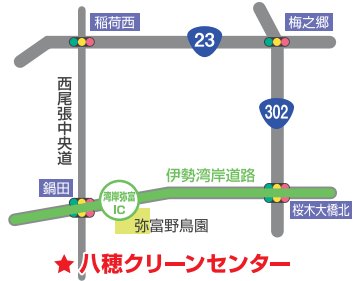 稲荷西
梅之郷
23
西尾張中央道
302
伊勢湾岸道路
鍋田
湾岸弥富
IC
桜木大橋北
弥富野鳥園
★ 八穂クリーンセンター